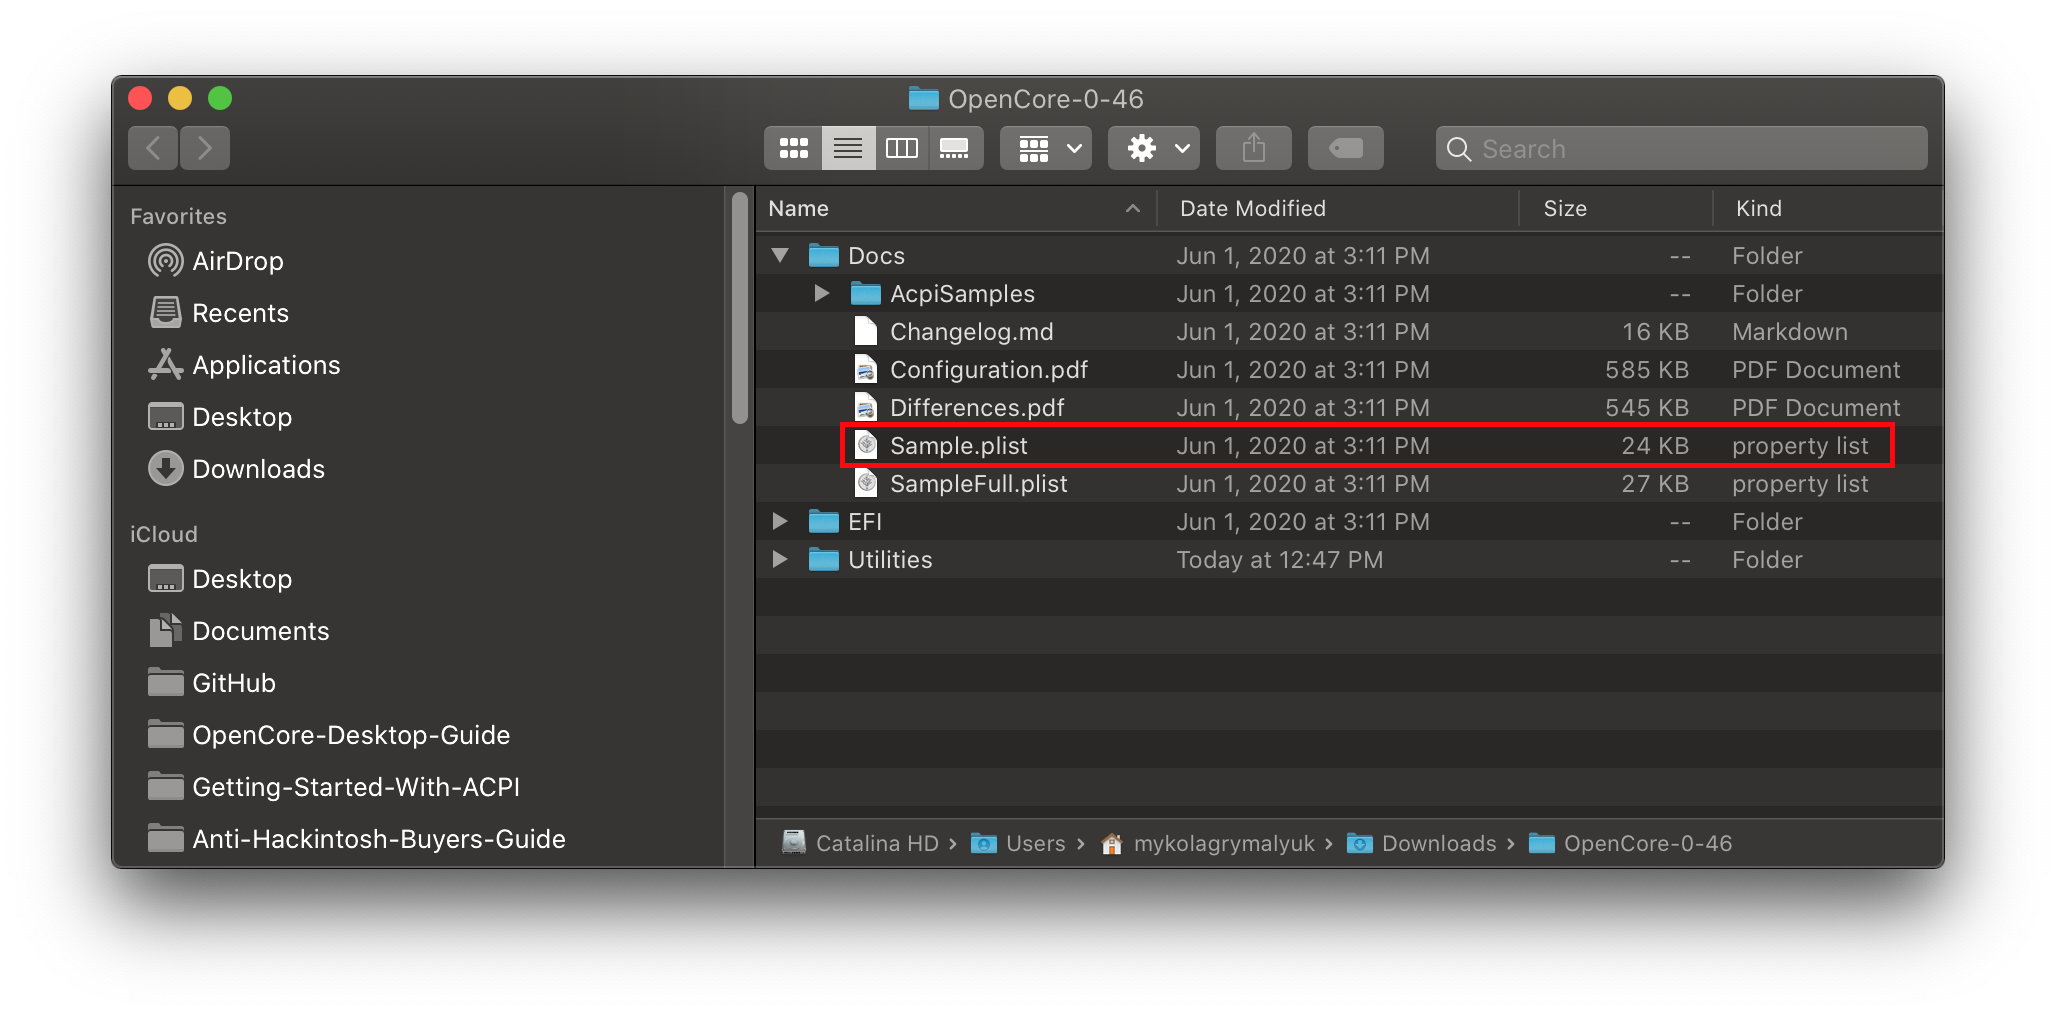 OpenCore-0-46
Search
Favorites
AirDrop
Recents
Applications
Desktop
Downloads
iCloud
Desktop
Documents
GitHub
OpenCore-Desktop-Guide
Getting-Started-With-ACPI
Anti-Hackintosh-Buyers-Guide
Name Date Modified Size Kind
Docs Jun 1, 2020 at 3:11 PM -- Folder
AcpiSamples Jun 1, 2020 at 3:11 PM -- Folder
Changelog.md Jun 1, 2020 at 3:11 PM 16 KB Markdown
Configuration.pdf Jun 1, 2020 at 3:11 PM 585 KB PDF Document
Differences.pdf Jun 1, 2020 at 3:11 PM 545 KB PDF Document
Sample.plist Jun 1, 2020 at 3:11 PM 24 KB property list
SampleFull.plist Jun 1, 2020 at 3:11 PM 27 KB property list
EFI Jun 1, 2020 at 3:11 PM -- Folder
Utilities Today at 12:47 PM -- Folder
Catalina HD › Users › mykolagrymalyuk › Downloads › OpenCore-0-46